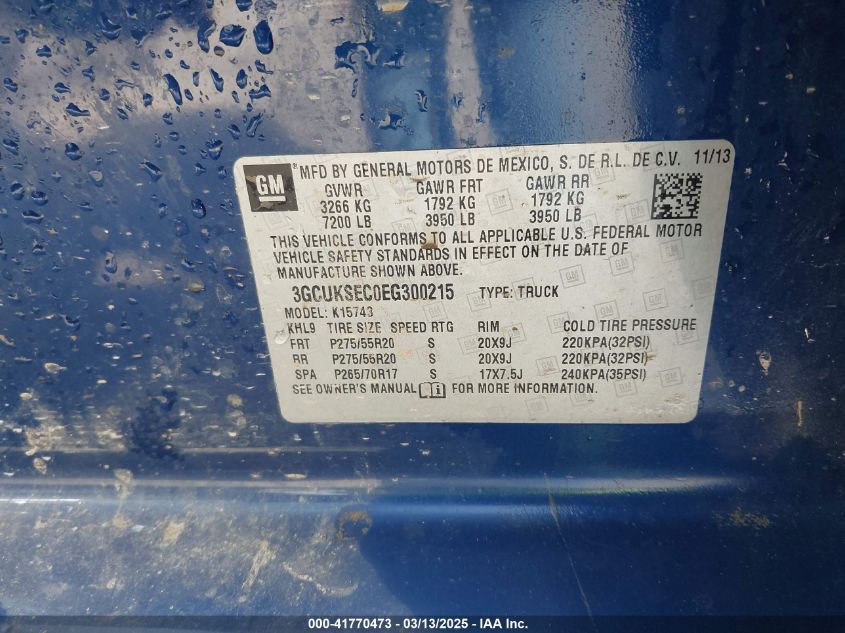 GM ® MFD BY GENERAL MOTORS DE MEXICO, S. DE R.L. DE C.V. 11/13
GVWR GAWR FRT GAWR RR
3266 KG 1792 KG 1792 KG
7200 LB 3950 LB 3950 LB
THIS VEHICLE CONFORMS TO ALL APPLICABLE U.S. FEDERAL MOTOR
VEHICLE SAFETY STANDARDS IN EFFECT ON THE DATE OF
MANUFACTURE SHOWN ABOVE.
3GCUKSEC0EG300215 TYPE: TRUCK
MODEL: K15743
KHL9 TIRE SIZE SPEED RTG RIM COLD TIRE PRESSURE
FRT P275/55R20 S 20X9J 220KPA(32PSI)
RR P275/55R20 S 20X9J 220KPA(32PSI)
SPA P265/70R17 S 17X7.5J 240KPA(35PSI)
SEE OWNER'S MANUAL FOR MORE INFORMATION.
000-41770473 - 03/13/2025 - IAA Inc.